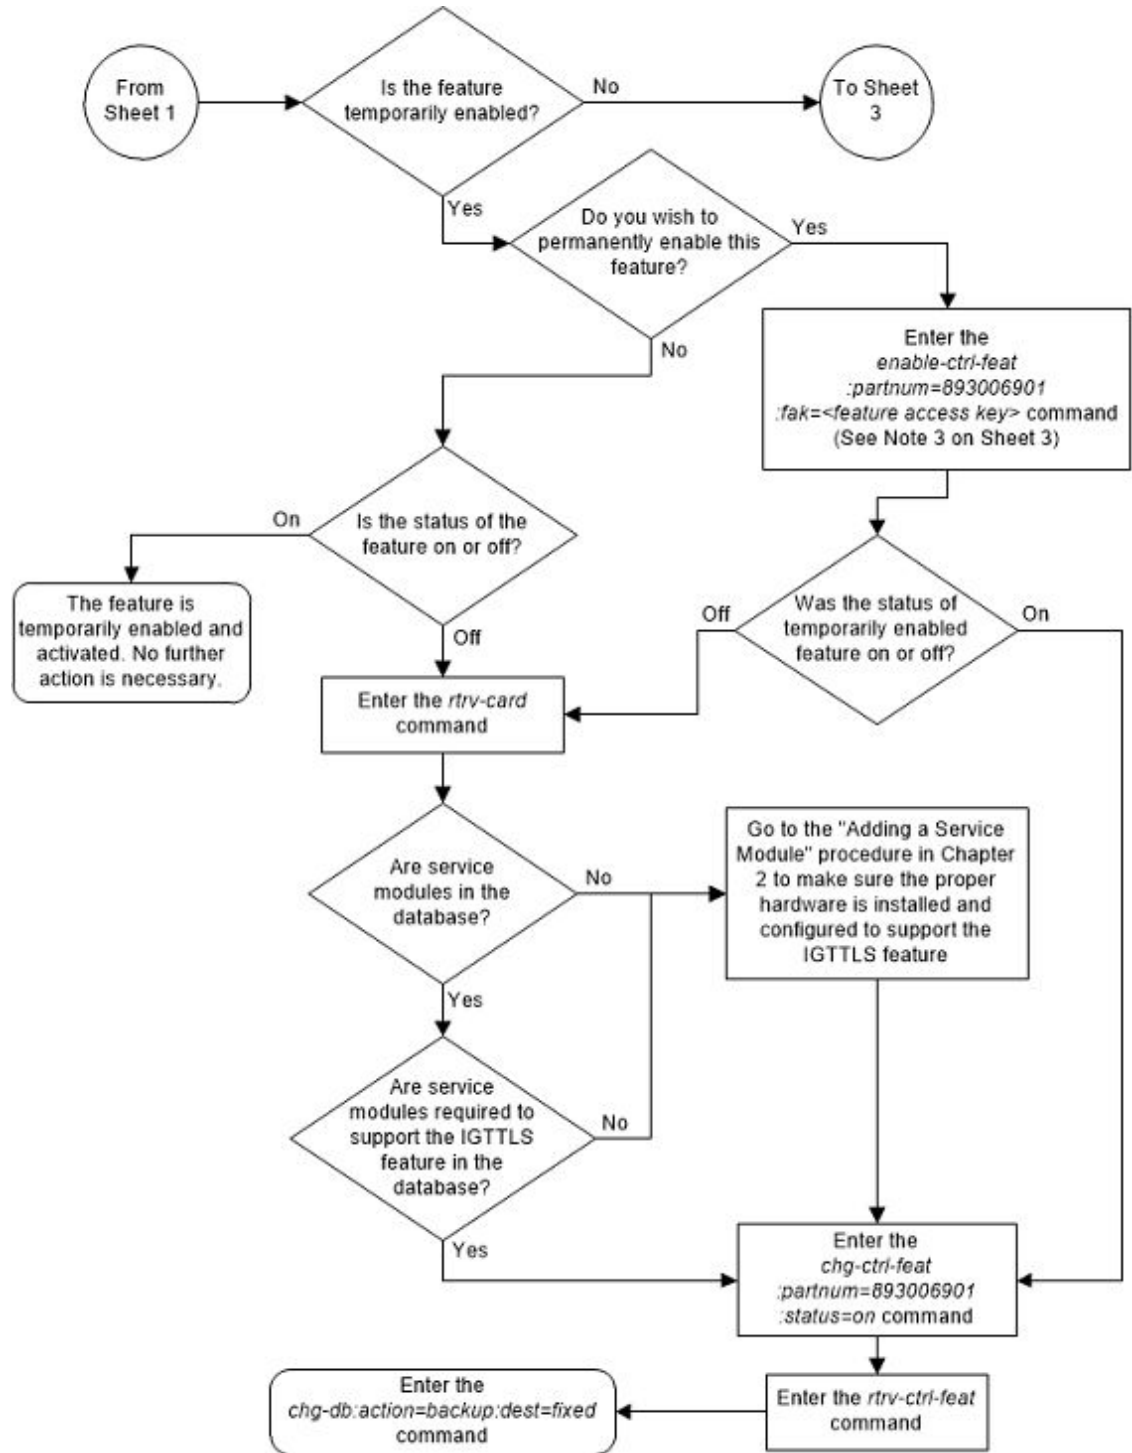 From
Sheet 1
Is the feature
temporarily enabled?
No
To Sheet
3
Yes
Do you wish to
permanently enable this
feature?
Yes
No
Enter the
enable-ctrl-feat
:partnum=893006901
:fak=<feature access key> command
(See Note 3 on Sheet 3)
On
Is the status of the
feature on or off?
The feature is
temporarily enabled and
activated. No further
action is necessary.
Off
Off
Was the status of
temporarily enabled
feature on or off?
On
Enter the rtrv-card
command
Are service
modules in the
database?
No
Go to the "Adding a Service
Module" procedure in Chapter
2 to make sure the proper
hardware is installed and
configured to support the
IGTTLS feature
Yes
Are service
modules required to
support the IGTTLS
feature in the
database?
No
Yes
Enter the
chg-ctrl-feat
:partnum=893006901
:status=on command
Enter the rtrv-ctrl-feat
command
Enter the
chg-db:action=backup:dest=fixed
command